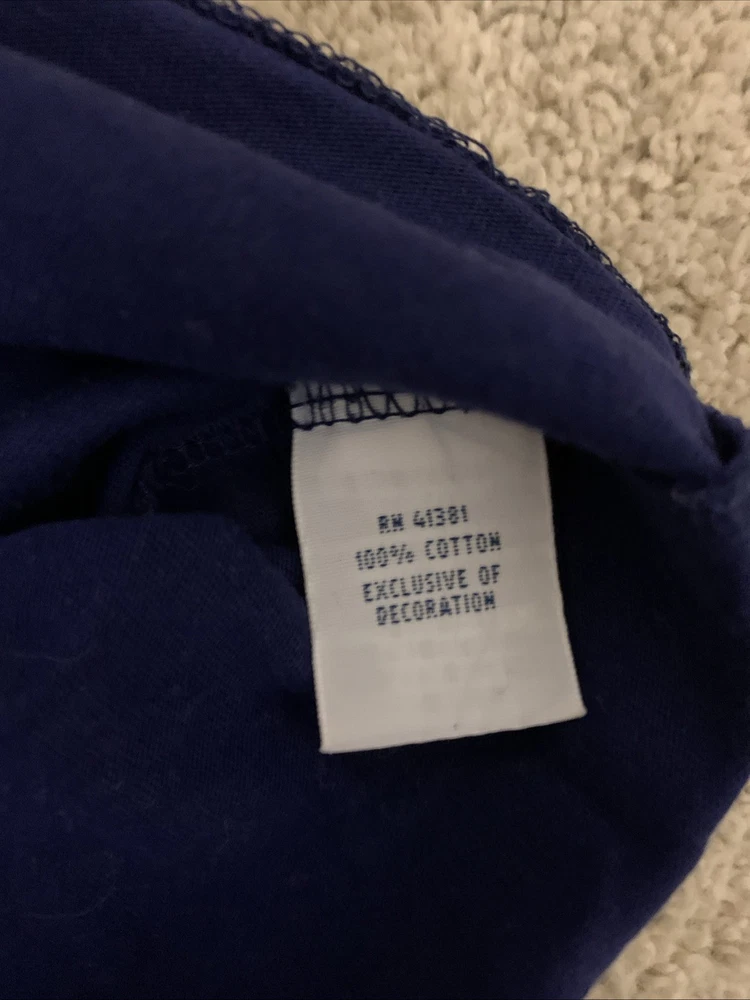 RN 41381
100% COTTON
EXCLUSIVE OF
DECORATION